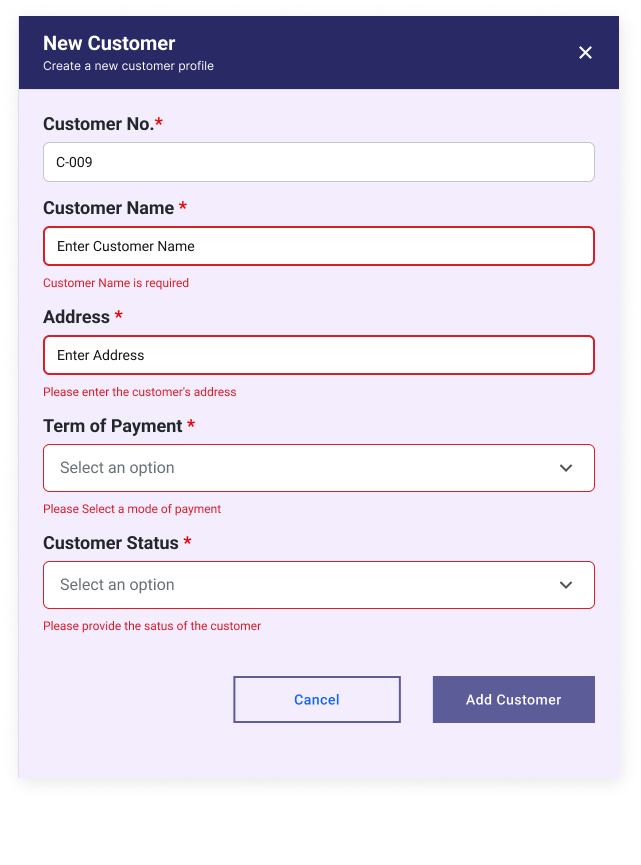 New Customer
Create a new customer profile
Customer No.*
C-009
Customer Name *
Enter Customer Name
Customer Name is required
Address *
Enter Address
Please enter the customer's address
Term of Payment *
Select an option
Please Select a mode of payment
Customer Status *
Select an option
Please provide the satus of the customer
Cancel Add Customer